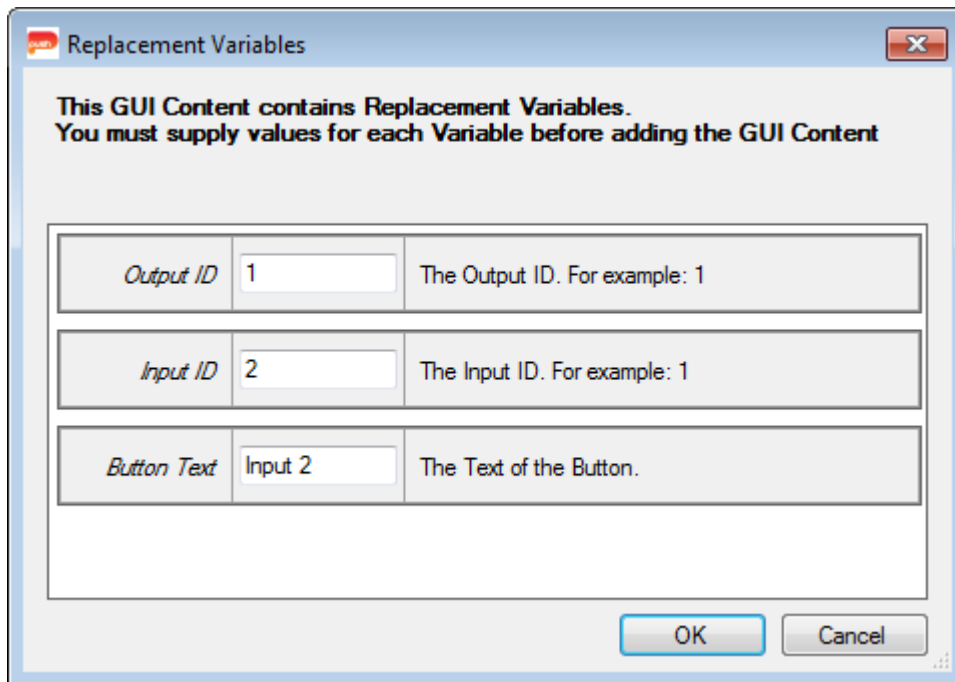 push Replacement Variables
This GUI Content contains Replacement Variables.
You must supply values for each Variable before adding the GUI Content
Output ID 1 The Output ID. For example: 1
Input ID 2 The Input ID. For example: 1
Button Text Input 2 The Text of the Button.
OK Cancel